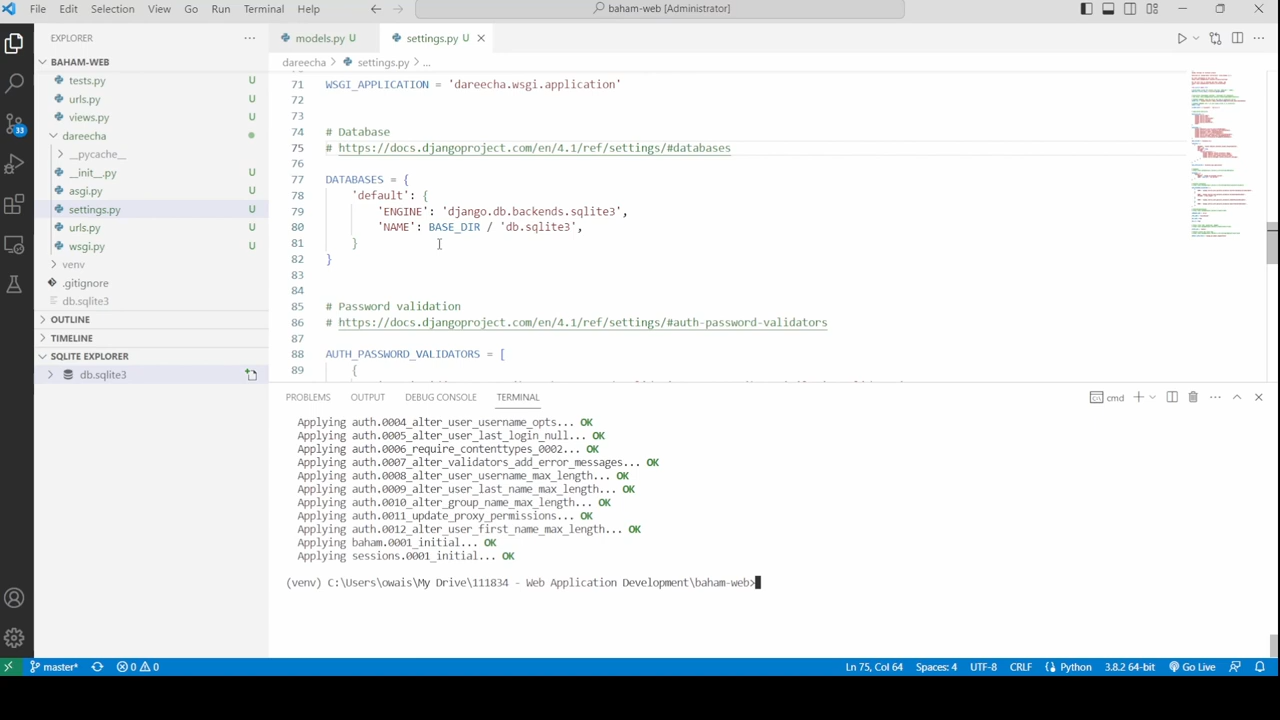 File Edit Selection View Go Run Terminal Help
baham-web [Administrator]
EXPLORER
BAHAM-WEB
tests.py U
urls.py U
views.py U
dareecha
__pycache__
__init__.py U
asgi.py U
settings.py U
urls.py U
wsgi.py U
venv
.gitignore U
db.sqlite3
OUTLINE
TIMELINE
SQLITE EXPLORER
db.sqlite3
33
models.py U settings.py U
dareecha > settings.py > ...
71 WSGI_APPLICATION = 'dareecha.wsgi.application'
72
73
74 # Database
75 # https://docs.djangoproject.com/en/4.1/ref/settings/#databases
76
77 DATABASES = {
78 'default': {
79 'ENGINE': 'django.db.backends.sqlite3',
80 'NAME': BASE_DIR / 'db.sqlite3',
81 }
82 }
83
84
85 # Password validation
86 # https://docs.djangoproject.com/en/4.1/ref/settings/#auth-password-validators
87
88 AUTH_PASSWORD_VALIDATORS = [
89 {
PROBLEMS OUTPUT DEBUG CONSOLE TERMINAL
cmd
Applying auth.0004_alter_user_username_opts... OK
Applying auth.0005_alter_user_last_login_null... OK
Applying auth.0006_require_contenttypes_0002... OK
Applying auth.0007_alter_validators_add_error_messages... OK
Applying auth.0008_alter_user_username_max_length... OK
Applying auth.0009_alter_user_last_name_max_length... OK
Applying auth.0010_alter_group_name_max_length... OK
Applying auth.0011_update_proxy_permissions... OK
Applying auth.0012_alter_user_first_name_max_length... OK
Applying baham.0001_initial... OK
Applying sessions.0001_initial... OK
(venv) C:\Users\owais\My Drive\111834 - Web Application Development\baham-web>
master* 0 0 Ln 75, Col 64 Spaces: 4 UTF-8 CRLF Python 3.8.2 64-bit Go Live